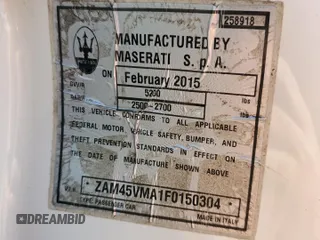 258918
MANUFACTURED BY
MASERATI S.p.A.
ON February 2015
GVWR 5200 lbs
GAWR 2500-2700 lbs
THIS VEHICLE CONFORMS TO ALL APPLICABLE
FEDERAL MOTOR VEHICLE SAFETY, BUMPER, AND
THEFT PREVENTION STANDARDS IN EFFECT ON
THE DATE OF MANUFACTURE SHOWN ABOVE
V.I.N. ZAM45VMA1F0150304
TYPE: PASSENGER CAR MADE IN ITALY
DREAMBID